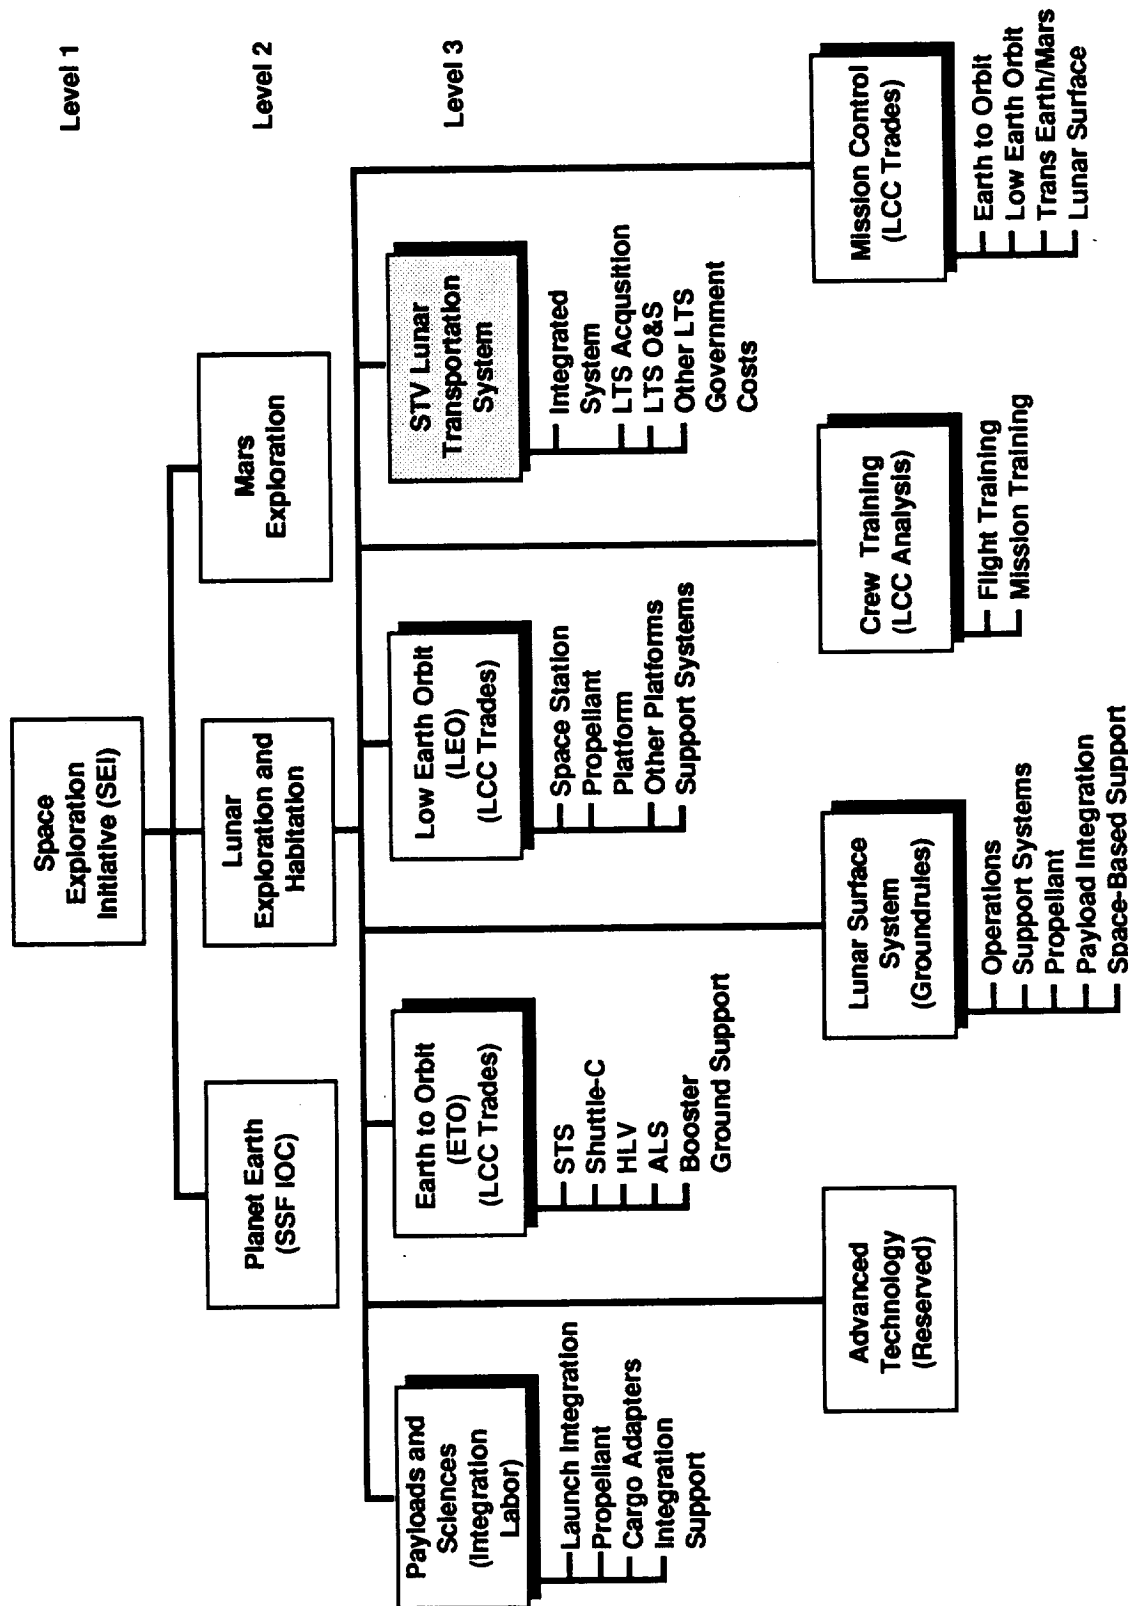 Level 1
Space
Exploration
Initiative (SEI)
Level 2
Planet Earth
(SSF IOC)
Lunar
Exploration and
Habitation
Mars
Exploration
Level 3
Payloads and
Sciences
(Integration
Labor)
Launch Integration
Propellant
Cargo Adapters
Integration
Support
Earth to Orbit
(ETO)
(LCC Trades)
STS
Shuttle-C
HLV
ALS
Booster
Ground Support
Low Earth Orbit
(LEO)
(LCC Trades)
Space Station
Propellant
Platform
Other Platforms
Support Systems
STV Lunar
Transportation
System
Integrated
System
LTS Acqusition
LTS O&S
Other LTS
Government
Costs
Advanced
Technology
(Reserved)
Lunar Surface
System
(Groundrules)
Operations
Support Systems
Propellant
Payload Integration
Space-Based Support
Crew Training
(LCC Analysis)
Flight Training
Mission Training
Mission Control
(LCC Trades)
Earth to Orbit
Low Earth Orbit
Trans Earth/Mars
Lunar Surface